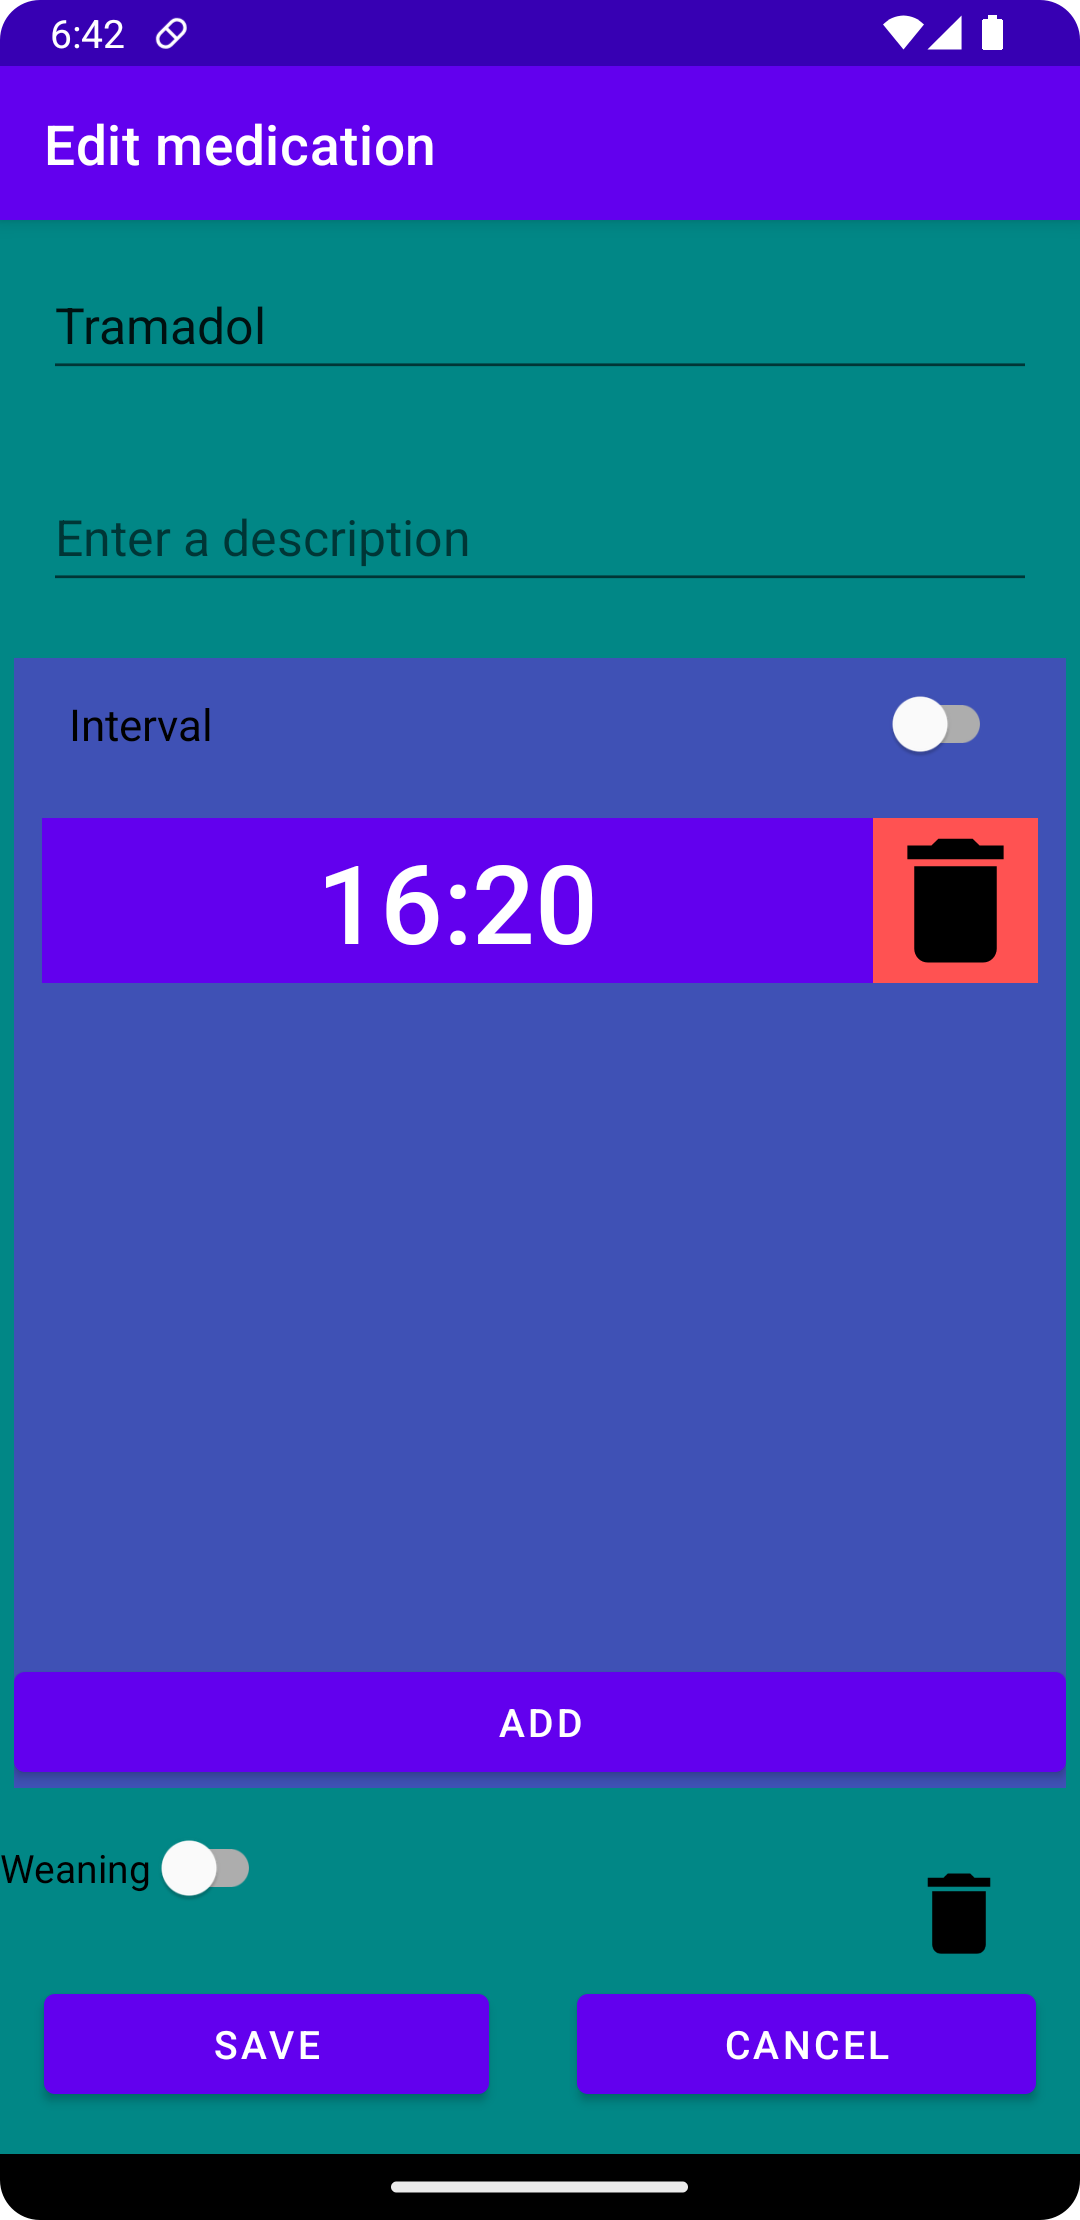 6:42
Edit medication
Tramadol
Enter a description
Interval
16:20
ADD
Weaning
SAVE
CANCEL